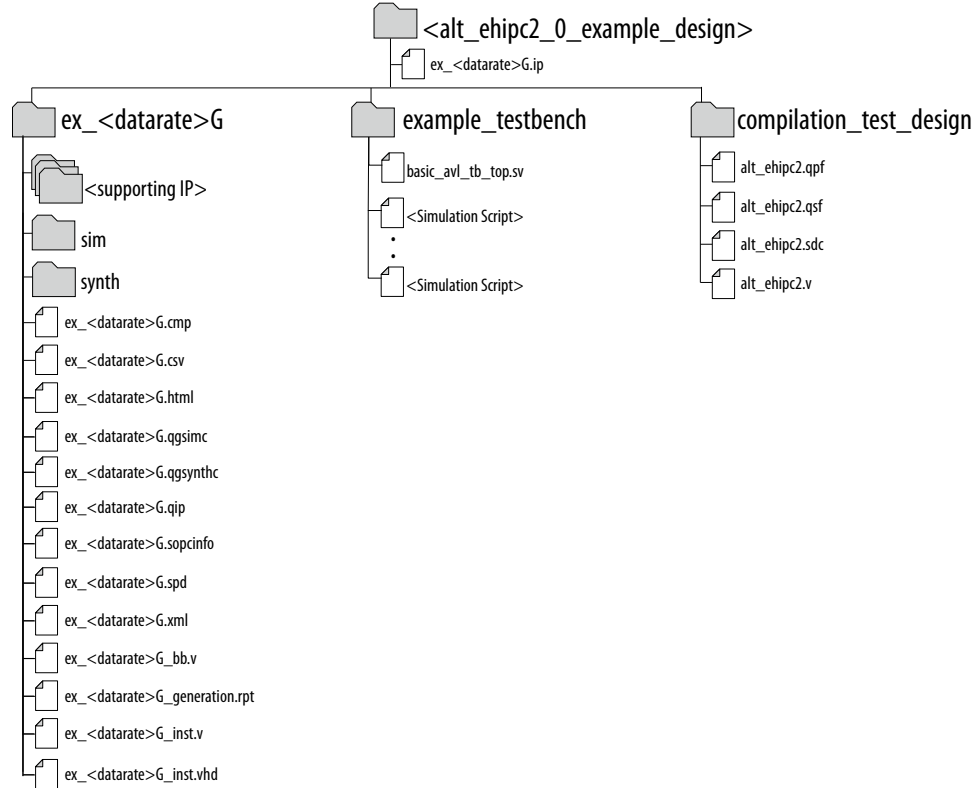 <alt_ehipc2_0_example_design>
ex_<datarate>G.ip
ex_<datarate>G
<supporting IP>
sim
synth
ex_<datarate>G.cmp
ex_<datarate>G.csv
ex_<datarate>G.html
ex_<datarate>G.qgsimc
ex_<datarate>G.qgsynthc
ex_<datarate>G.qip
ex_<datarate>G.sopcinfo
ex_<datarate>G.spd
ex_<datarate>G.xml
ex_<datarate>G_bb.v
ex_<datarate>G_generation.rpt
ex_<datarate>G_inst.v
ex_<datarate>G_inst.vhd
example_testbench
basic_avl_tb_top.sv
<Simulation Script>
<Simulation Script>
compilation_test_design
alt_ehipc2.qpf
alt_ehipc2.qsf
alt_ehipc2.sdc
alt_ehipc2.v